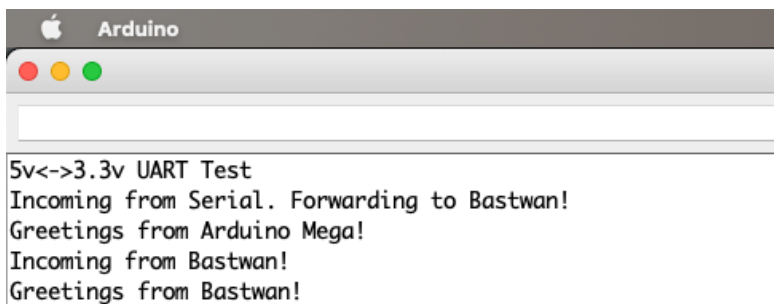 Arduino
5v<->3.3v UART Test
Incoming from Serial. Forwarding to Bastwan!
Greetings from Arduino Mega!
Incoming from Bastwan!
Greetings from Bastwan!